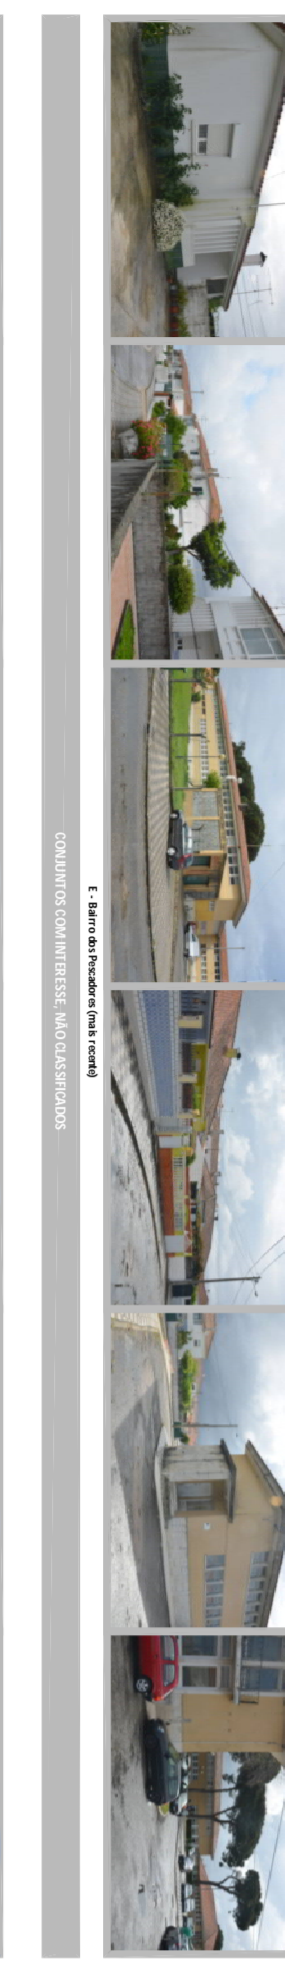 CONJUNTOS COM INTERESSE, NÃO CLASSIFICADOS
E - Bairro dos Pescadores (mais recente)